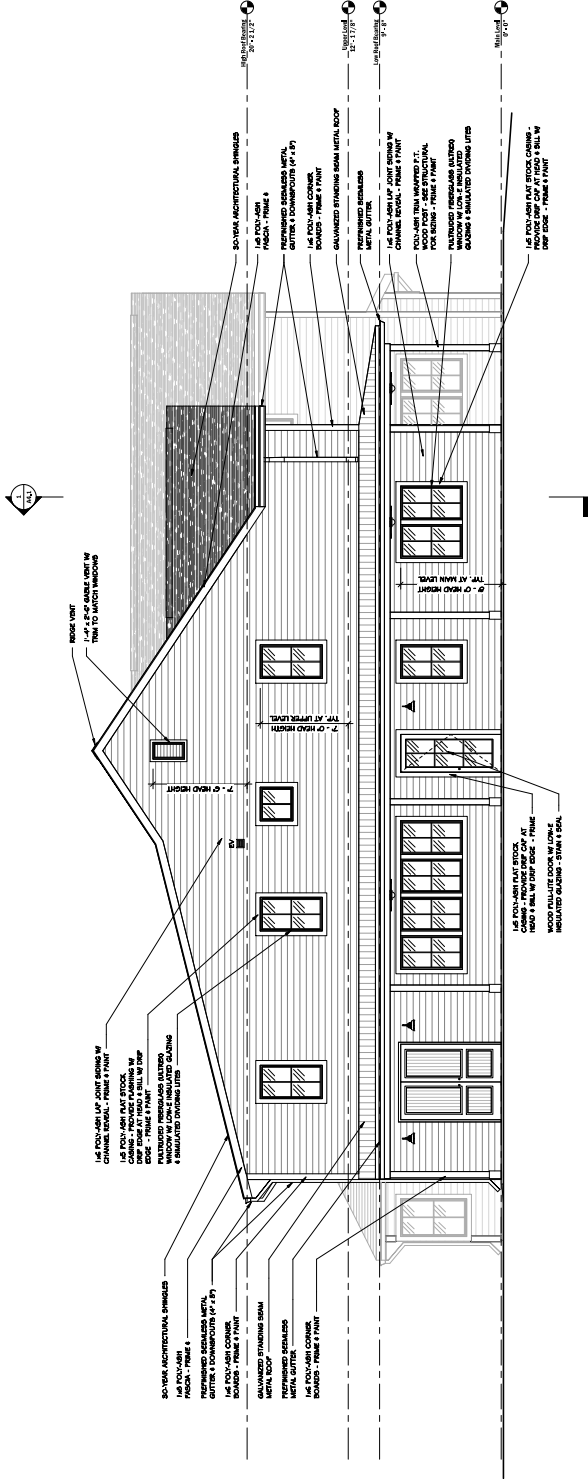 1
A4.1
RIDGE VENT
1'-4" x 2'-6" GABLE VENT W/
TRIM TO MATCH WINDOWS
30-YEAR ARCHITECTURAL SHINGLES
1x8 POLY-ASH
FASCIA - PRIME &
PREFINISHED SEEMLESS METAL
GUTTER & DOWNSPOUTS (4" x 5")
1x6 POLY-ASH CORNER
BOARDS - PRIME & PAINT
GALVANIZED STANDING SEAM METAL ROOF
PREFINISHED SEEMLESS
METAL GUTTER
1x6 POLY-ASH LAP JOINT SIDING W/
CHANNEL REVEAL - PRIME & PAINT
POLY-ASH TRIM WRAPPED P.T.
WOOD POST - SEE STRUCTURAL
FOR SIZING - PRIME & PAINT
PULTRUDED FIBERGLASS (ULTREX)
WINDOW W/ LOW-E INSULATED
GLAZING & SIMULATED DIVIDING LITES
1x5 POLY-ASH FLAT STOCK CASING -
PROVIDE DRIP CAP AT HEAD & SILL W/
DRIP EDGE - PRIME & PAINT
High Roof Bearing
20' - 2 1/2"
Upper Level
12' - 1 7/8"
Low Roof Bearing
9' - 8"
Main Level
0' - 0"
1x6 POLY-ASH LAP JOINT SIDING W/
CHANNEL REVEAL - PRIME & PAINT
1x5 POLY-ASH FLAT STOCK
CASING - PROVIDE FLASHING W/
DRIP EDGE AT HEAD & SILL W/ DRIP
EDGE - PRIME & PAINT
PULTRUDED FIBERGLASS (ULTREX)
WINDOW W/ LOW-E INSULATED GLAZING
& SIMULATED DIVIDING LITES
7' - 6" HEAD HEIGHT
EV
7' - 0" HEAD HEIGTH
TYP. AT UPPER LEVEL
8' - 0" HEAD HEIGHT
TYP. AT MAIN LEVEL
30-YEAR ARCHITECTURAL SHINGLES
1x8 POLY-ASH
FASCIA - PRIME &
PREFINISHED SEEMLESS METAL
GUTTER & DOWNSPOUTS (4" x 5")
1x6 POLY-ASH CORNER
BOARDS - PRIME & PAINT
GALVANIZED STANDING SEAM
METAL ROOF
PREFINISHED SEEMLESS
METAL GUTTER
1x6 POLY-ASH CORNER
BOARDS - PRIME & PAINT
1x5 POLY-ASH FLAT STOCK
CASING - PROVIDE DRIP CAP AT
HEAD & SILL W/ DRIP EDGE - PRIME
WOOD FULL-LITE DOOR W/ LOW-E
INSULATED GLAZING - STAIN & SEAL